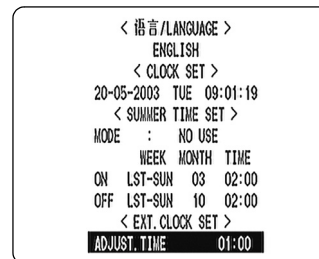 < 语言/LANGUAGE >
ENGLISH
< CLOCK SET >
20-05-2003 TUE 09:01:19
< SUMMER TIME SET >
MODE : NO USE
WEEK MONTH TIME
ON LST-SUN 03 02:00
OFF LST-SUN 10 02:00
< EXT.CLOCK SET >
ADJUST.TIME 01:00